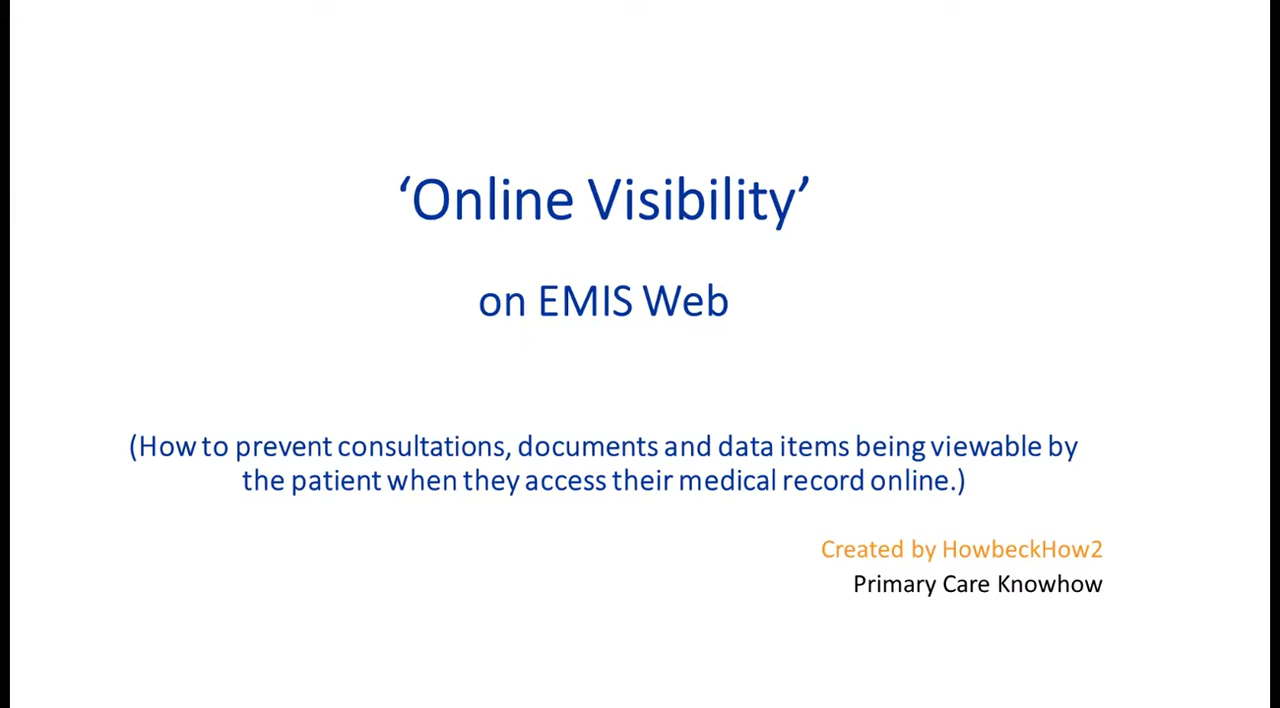 ‘Online Visibility’
on EMIS Web
(How to prevent consultations, documents and data items being viewable by
the patient when they access their medical record online.)
Created by HowbeckHow2
Primary Care Knowhow